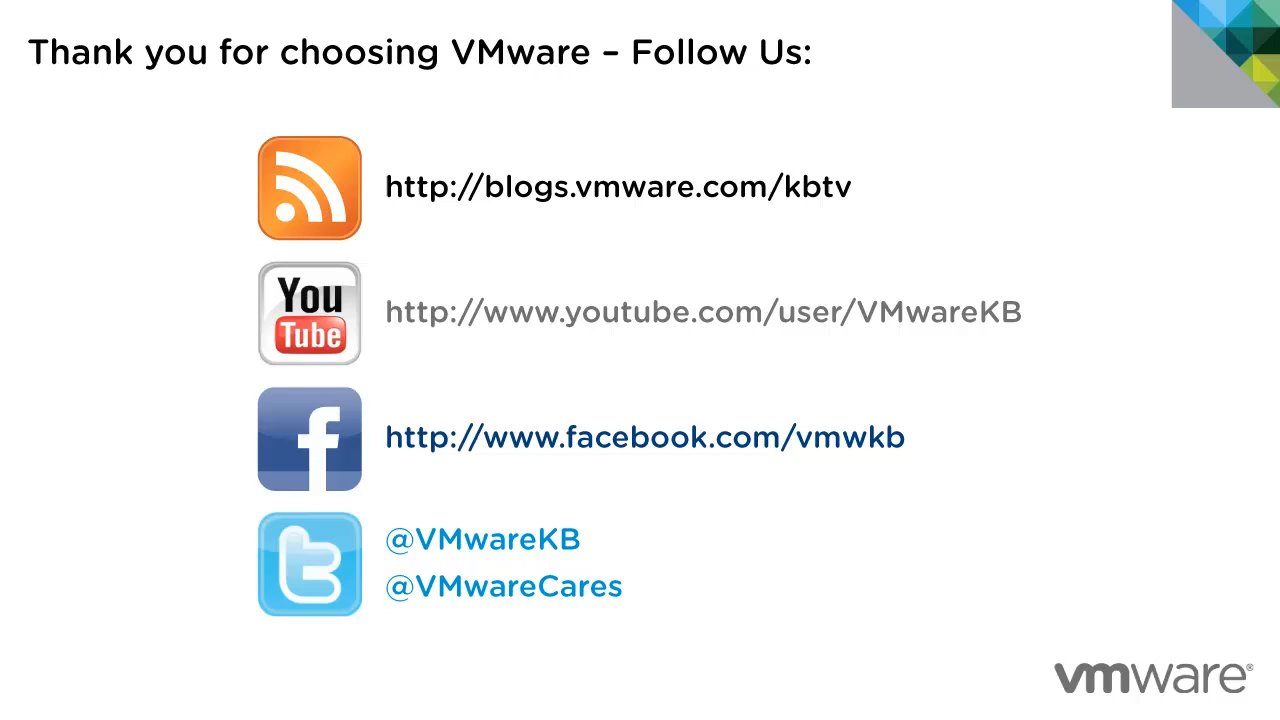 Thank you for choosing VMware – Follow Us:
http://blogs.vmware.com/kbtv
You
Tube
http://www.youtube.com/user/VMwareKB
f
http://www.facebook.com/vmwkb
t
@VMwareKB
@VMwareCares
vmware®